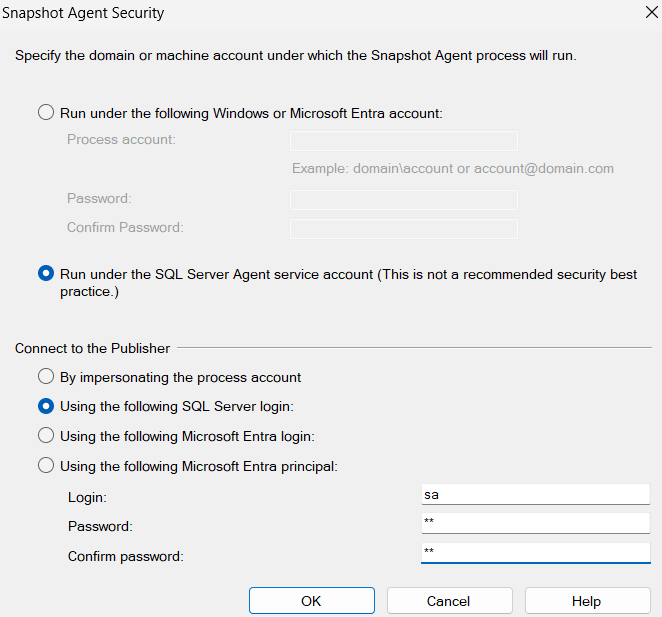 Snapshot Agent Security
Specify the domain or machine account under which the Snapshot Agent process will run.
Run under the following Windows or Microsoft Entra account:
Process account:
Example: domain\account or account@domain.com
Password:
Confirm Password:
Run under the SQL Server Agent service account (This is not a recommended security best
practice.)
Connect to the Publisher
By impersonating the process account
Using the following SQL Server login:
Using the following Microsoft Entra login:
Using the following Microsoft Entra principal:
Login: sa
Password: **
Confirm password: **
OK Cancel Help